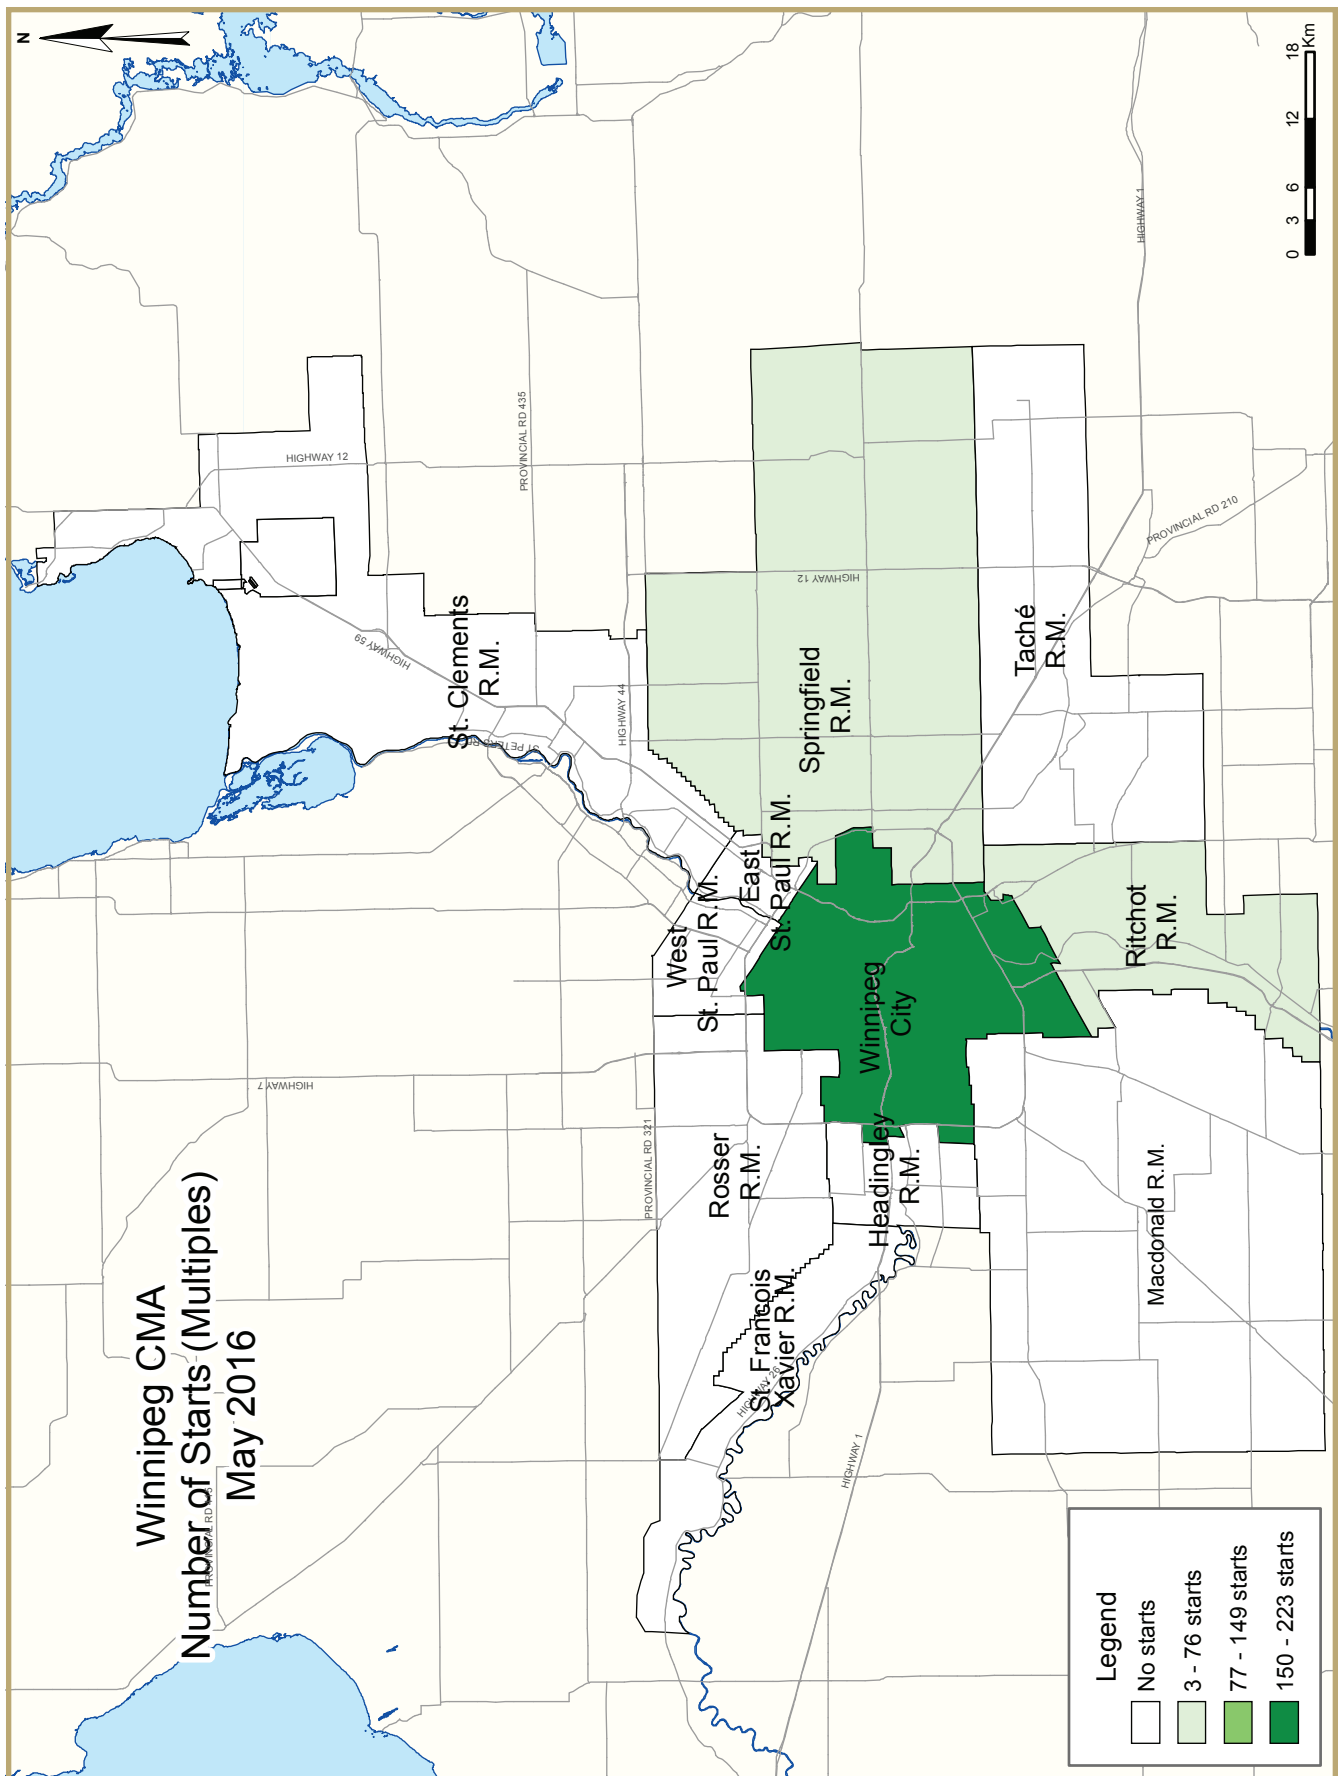 Winnipeg CMA
Number of Starts (Multiples)
May 2016
N
HIGHWAY 12
PROVINCIAL RD 435
HIGHWAY 59
St. Clements
R.M.
ST PETERS RD
HIGHWAY 44
HIGHWAY 7
PROVINCIAL RD 321
West
St. Paul R.M.
East
St. Paul R.M.
Springfield
R.M.
HIGHWAY 12
Rosser
R.M.
St. Francois
Xavier R.M.
HIGHWAY 26
Winnipeg
City
Headingley
R.M.
HIGHWAY 1
Taché
R.M.
HIGHWAY 1
PROVINCIAL RD 210
Ritchot
R.M.
Macdonald R.M.
Legend
No starts
3 - 76 starts
77 - 149 starts
150 - 223 starts
0 3 6 12 18
Km